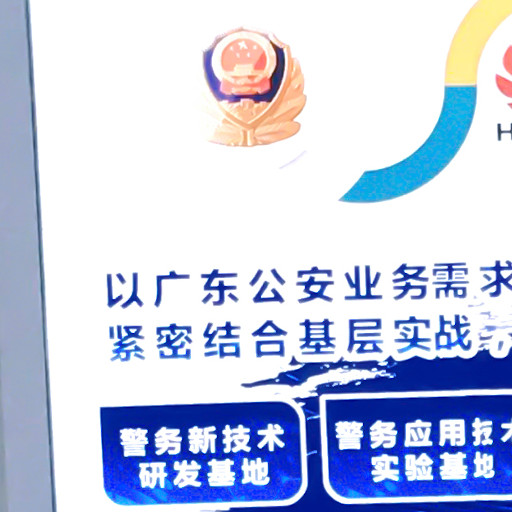 H
以广东公安业务需求
紧密结合基层实战
警务新技术
研发基地
警务应用技术
实验基地